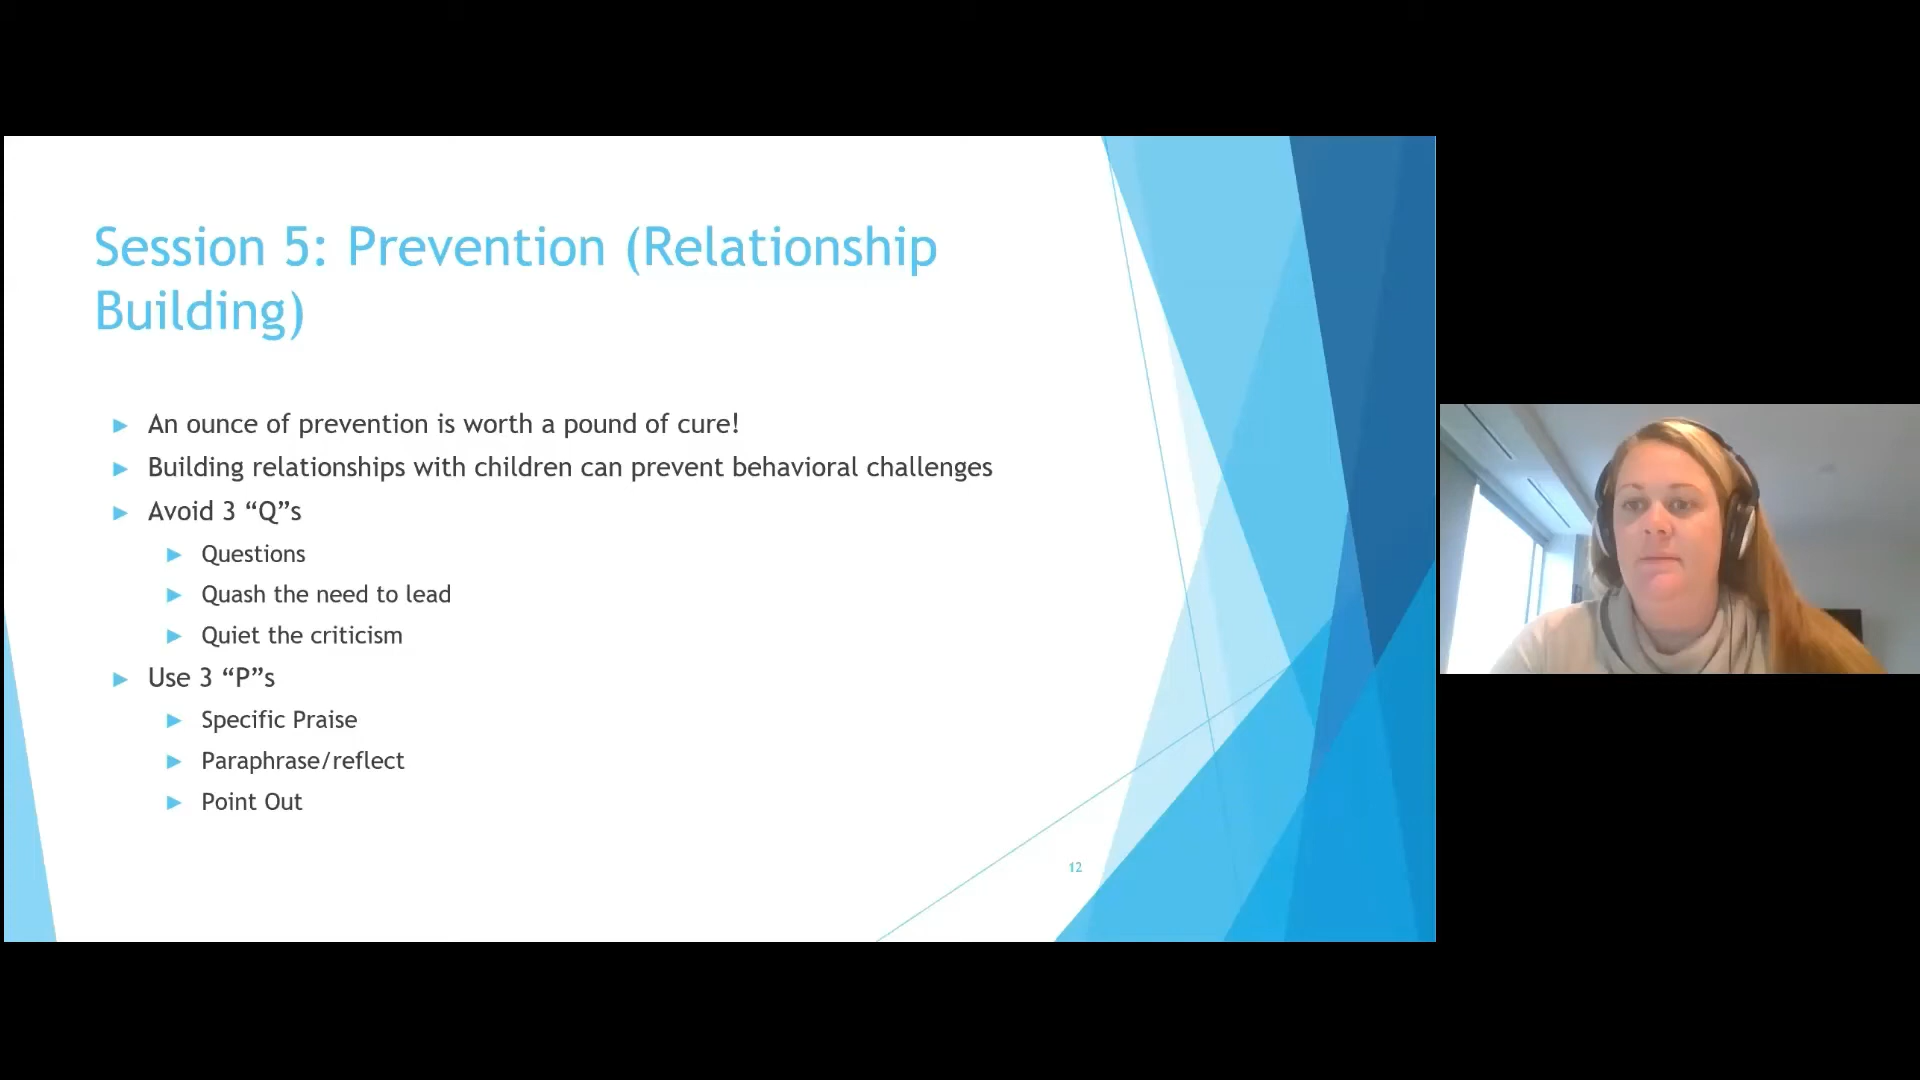 Session 5: Prevention (Relationship
Building)
An ounce of prevention is worth a pound of cure!
Building relationships with children can prevent behavioral challenges
Avoid 3 “Q”s
Questions
Quash the need to lead
Quiet the criticism
Use 3 “P”s
Specific Praise
Paraphrase/reflect
Point Out
12